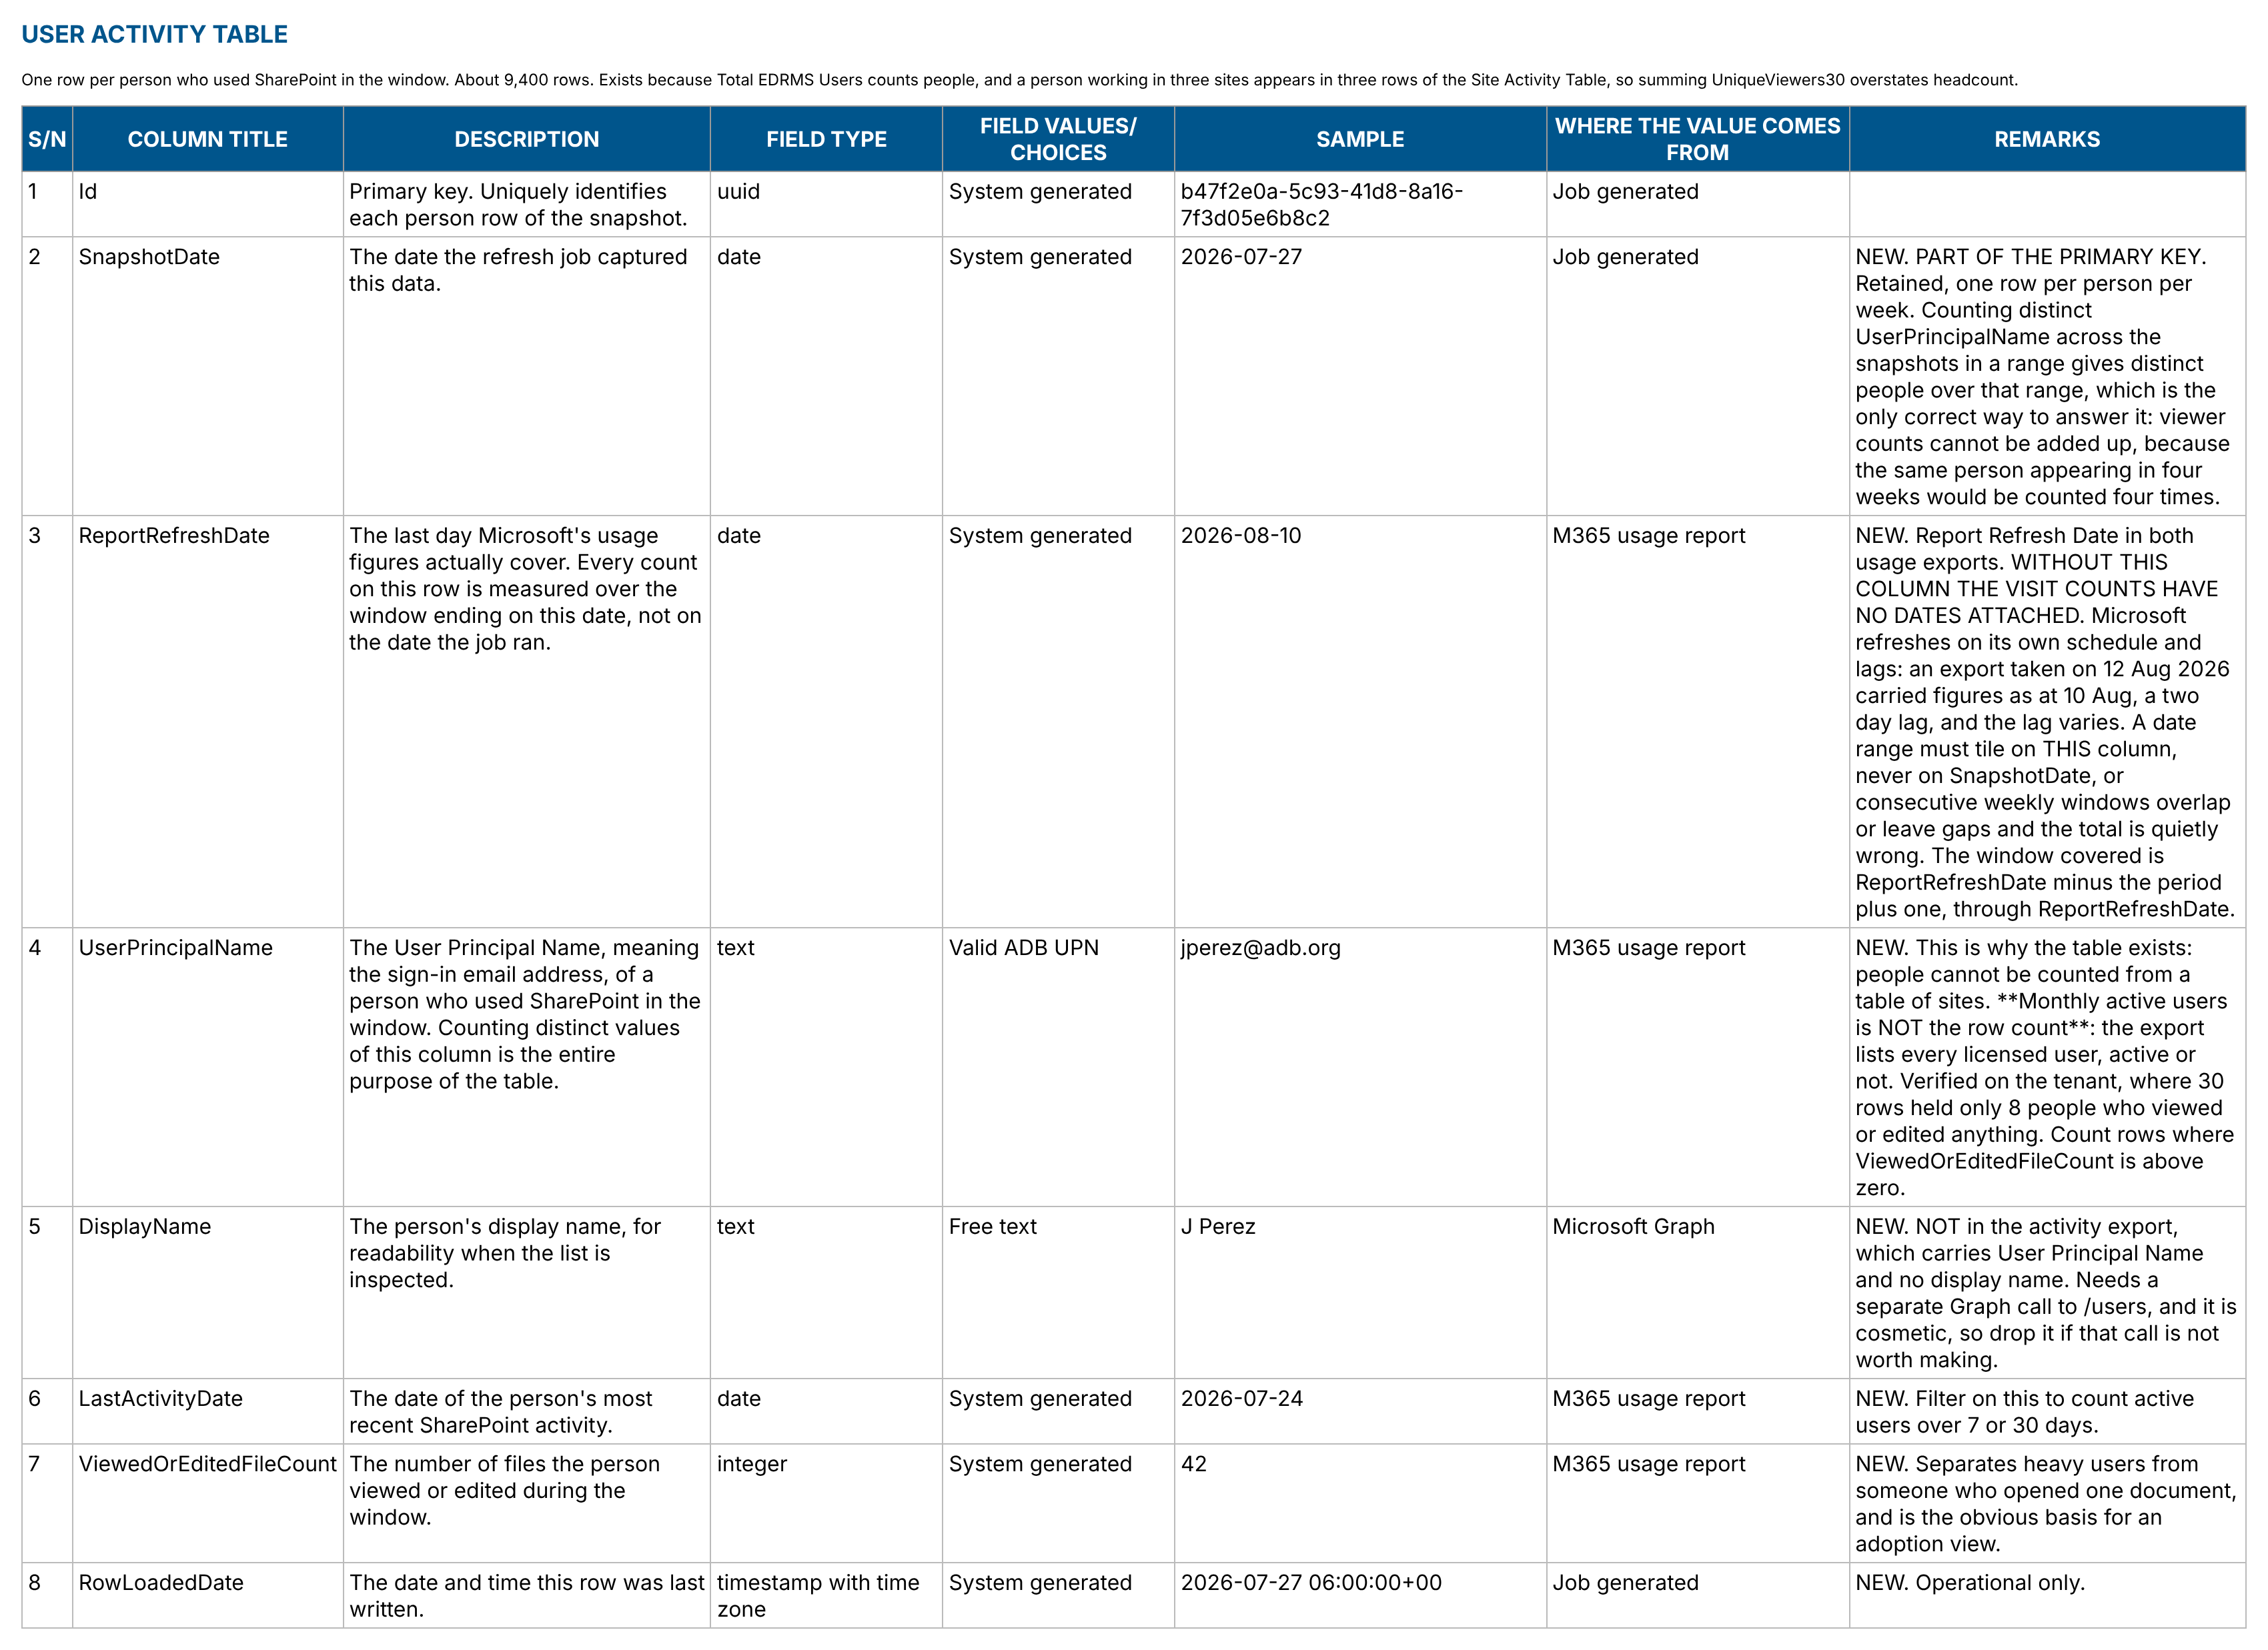 USER ACTIVITY TABLE
One row per person who used SharePoint in the window. About 9,400 rows. Exists because Total EDRMS Users counts people, and a person working in three sites appears in three rows of the Site Activity Table, so summing UniqueViewers30 overstates headcount.
S/N
COLUMN TITLE
DESCRIPTION
FIELD TYPE
FIELD VALUES/
CHOICES
SAMPLE
WHERE THE VALUE COMES
FROM
REMARKS
1
Id
Primary key. Uniquely identifies
each person row of the snapshot.
uuid
System generated
b47f2e0a-5c93-41d8-8a16-
7f3d05e6b8c2
Job generated
2
SnapshotDate
The date the refresh job captured
this data.
date
System generated
2026-07-27
Job generated
NEW. PART OF THE PRIMARY KEY.
Retained, one row per person per
week. Counting distinct
UserPrincipalName across the
snapshots in a range gives distinct
people over that range, which is the
only correct way to answer it: viewer
counts cannot be added up, because
the same person appearing in four
weeks would be counted four times.
3
ReportRefreshDate
The last day Microsoft's usage
figures actually cover. Every count
on this row is measured over the
window ending on this date, not on
the date the job ran.
date
System generated
2026-08-10
M365 usage report
NEW. Report Refresh Date in both
usage exports. WITHOUT THIS
COLUMN THE VISIT COUNTS HAVE
NO DATES ATTACHED. Microsoft
refreshes on its own schedule and
lags: an export taken on 12 Aug 2026
carried figures as at 10 Aug, a two
day lag, and the lag varies. A date
range must tile on THIS column,
never on SnapshotDate, or
consecutive weekly windows overlap
or leave gaps and the total is quietly
wrong. The window covered is
ReportRefreshDate minus the period
plus one, through ReportRefreshDate.
4
UserPrincipalName
The User Principal Name, meaning
the sign-in email address, of a
person who used SharePoint in the
window. Counting distinct values
of this column is the entire
purpose of the table.
text
Valid ADB UPN
jperez@adb.org
M365 usage report
NEW. This is why the table exists:
people cannot be counted from a
table of sites. **Monthly active users
is NOT the row count**: the export
lists every licensed user, active or
not. Verified on the tenant, where 30
rows held only 8 people who viewed
or edited anything. Count rows where
ViewedOrEditedFileCount is above
zero.
5
DisplayName
The person's display name, for
readability when the list is
inspected.
text
Free text
J Perez
Microsoft Graph
NEW. NOT in the activity export,
which carries User Principal Name
and no display name. Needs a
separate Graph call to /users, and it is
cosmetic, so drop it if that call is not
worth making.
6
LastActivityDate
The date of the person's most
recent SharePoint activity.
date
System generated
2026-07-24
M365 usage report
NEW. Filter on this to count active
users over 7 or 30 days.
7
ViewedOrEditedFileCount
The number of files the person
viewed or edited during the
window.
integer
System generated
42
M365 usage report
NEW. Separates heavy users from
someone who opened one document,
and is the obvious basis for an
adoption view.
8
RowLoadedDate
The date and time this row was last
written.
timestamp with time
zone
System generated
2026-07-27 06:00:00+00
Job generated
NEW. Operational only.